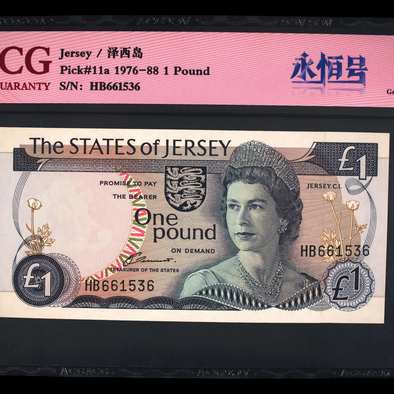 CG
UARANTY
Jersey / 泽西岛
Pick#11a 1976-88 1 Pound
S/N: HB661536
永恒号
Ga
The STATES of JERSEY
£1
PROMISE TO PAY
THE BEARER
JERSEY.C.I.
One
pound
ON DEMAND
HB661536
TREASURER OF THE STATES
£1
HB661536
£1